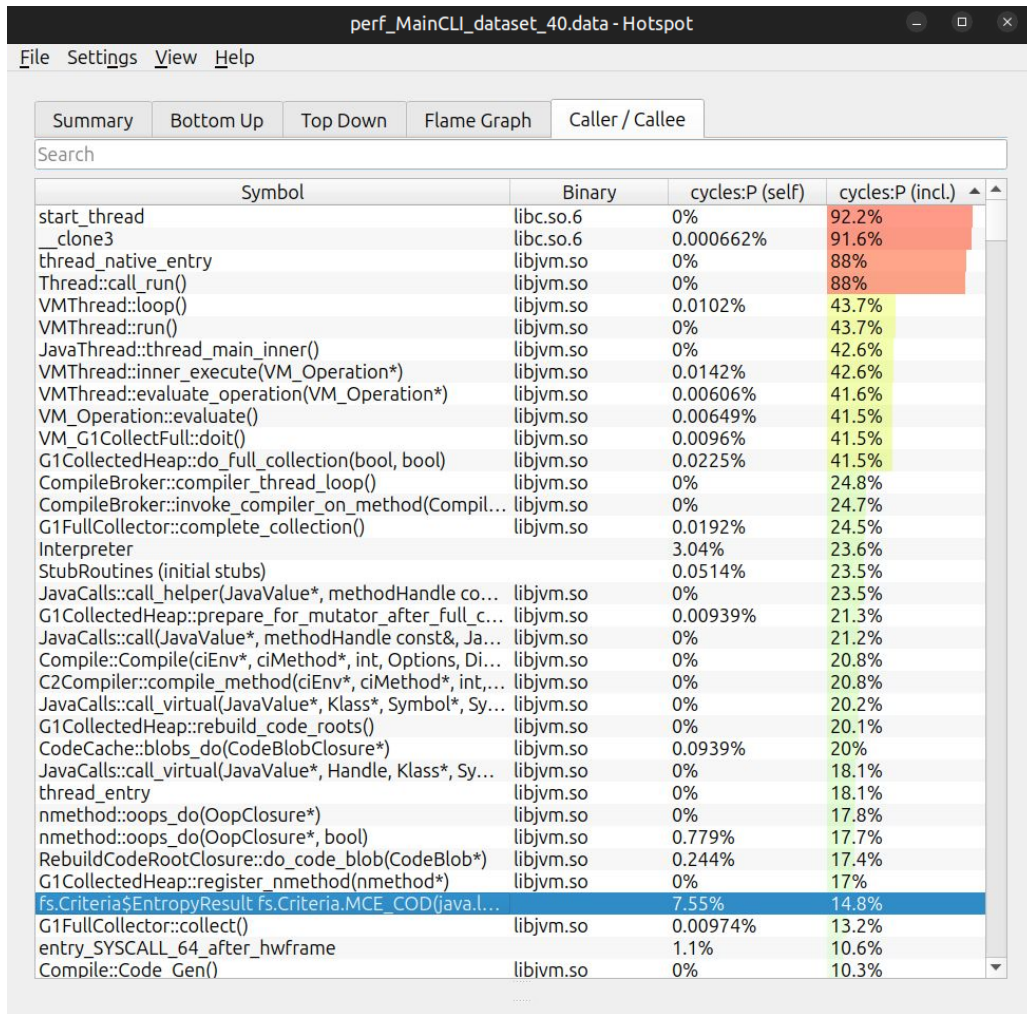 perf_MainCLI_dataset_40.data - Hotspot
File Settings View Help
Summary Bottom Up Top Down Flame Graph Caller / Callee
Search
Symbol Binary cycles:P (self) cycles:P (incl.)
start_thread libc.so.6 0% 92.2%
__clone3 libc.so.6 0.000662% 91.6%
thread_native_entry libjvm.so 0% 88%
Thread::call_run() libjvm.so 0% 88%
VMThread::loop() libjvm.so 0.0102% 43.7%
VMThread::run() libjvm.so 0% 43.7%
JavaThread::thread_main_inner() libjvm.so 0% 42.6%
VMThread::inner_execute(VM_Operation*) libjvm.so 0.0142% 42.6%
VMThread::evaluate_operation(VM_Operation*) libjvm.so 0.00606% 41.6%
VM_Operation::evaluate() libjvm.so 0.00649% 41.5%
VM_G1CollectFull::doit() libjvm.so 0.0096% 41.5%
G1CollectedHeap::do_full_collection(bool, bool) libjvm.so 0.0225% 41.5%
CompileBroker::compiler_thread_loop() libjvm.so 0% 24.8%
CompileBroker::invoke_compiler_on_method(Compil... libjvm.so 0% 24.7%
G1FullCollector::complete_collection() libjvm.so 0.0192% 24.5%
Interpreter 3.04% 23.6%
StubRoutines (initial stubs) 0.0514% 23.5%
JavaCalls::call_helper(JavaValue*, methodHandle co... libjvm.so 0% 23.5%
G1CollectedHeap::prepare_for_mutator_after_full_c... libjvm.so 0.00939% 21.3%
JavaCalls::call(JavaValue*, methodHandle const&, Ja... libjvm.so 0% 21.2%
Compile::Compile(ciEnv*, ciMethod*, int, Options, Di... libjvm.so 0% 20.8%
C2Compiler::compile_method(ciEnv*, ciMethod*, int,... libjvm.so 0% 20.8%
JavaCalls::call_virtual(JavaValue*, Klass*, Symbol*, Sy... libjvm.so 0% 20.2%
G1CollectedHeap::rebuild_code_roots() libjvm.so 0% 20.1%
CodeCache::blobs_do(CodeBlobClosure*) libjvm.so 0.0939% 20%
JavaCalls::call_virtual(JavaValue*, Handle, Klass*, Sy... libjvm.so 0% 18.1%
thread_entry libjvm.so 0% 18.1%
nmethod::oops_do(OopClosure*) libjvm.so 0% 17.8%
nmethod::oops_do(OopClosure*, bool) libjvm.so 0.779% 17.7%
RebuildCodeRootClosure::do_code_blob(CodeBlob*) libjvm.so 0.244% 17.4%
G1CollectedHeap::register_nmethod(nmethod*) libjvm.so 0% 17%
fs.Criteria$EntropyResult fs.Criteria.MCE_COD(java.l... 7.55% 14.8%
G1FullCollector::collect() libjvm.so 0.00974% 13.2%
entry_SYSCALL_64_after_hwframe 1.1% 10.6%
Compile::Code_Gen() libjvm.so 0% 10.3%